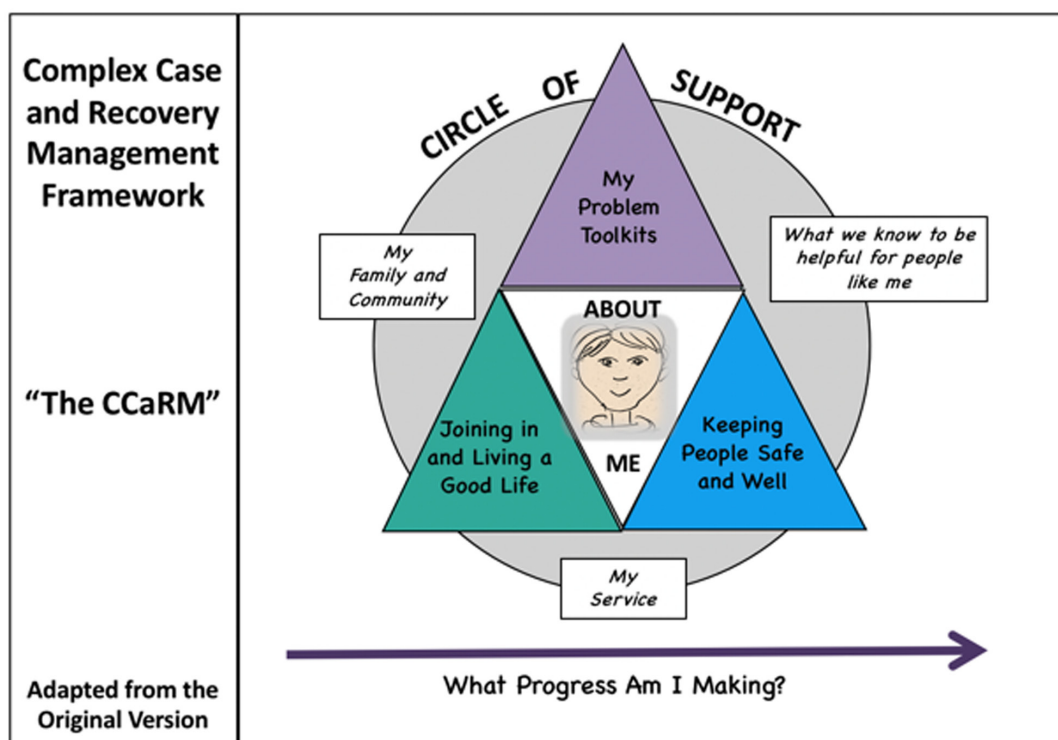 Complex Case
and Recovery
Management
Framework
“The CCaRM”
Adapted from the
Original Version
CIRCLE OF SUPPORT
My
Problem
Toolkits
My
Family and
Community
What we know to be
helpful for people
like me
ABOUT
ME
Joining in
and Living a
Good Life
Keeping
People Safe
and Well
My
Service
What Progress Am I Making?